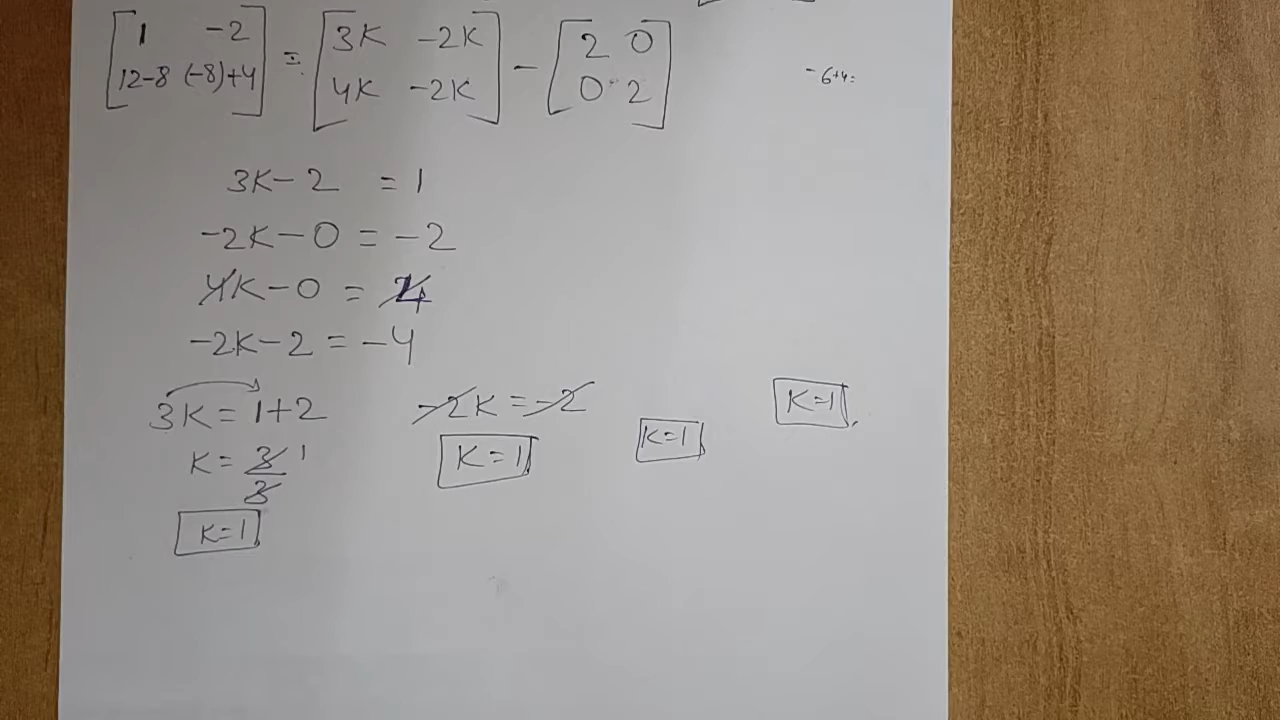 [1 -2] = [3K -2K] - [2 0]
[12-8 (-8)+4] [4K -2K] [0 2]
-6+4=
3K-2 = 1
-2K-0 = -2
4K-0 = 4
-2K-2 = -4
3K = 1+2 -2K = -2 K=1
K = 3/3 1 K=1 K=1
K=1